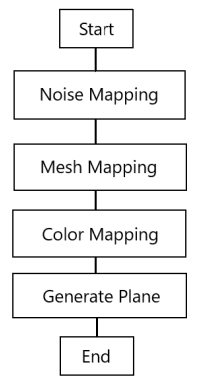 Start
Noise Mapping
Mesh Mapping
Color Mapping
Generate Plane
End